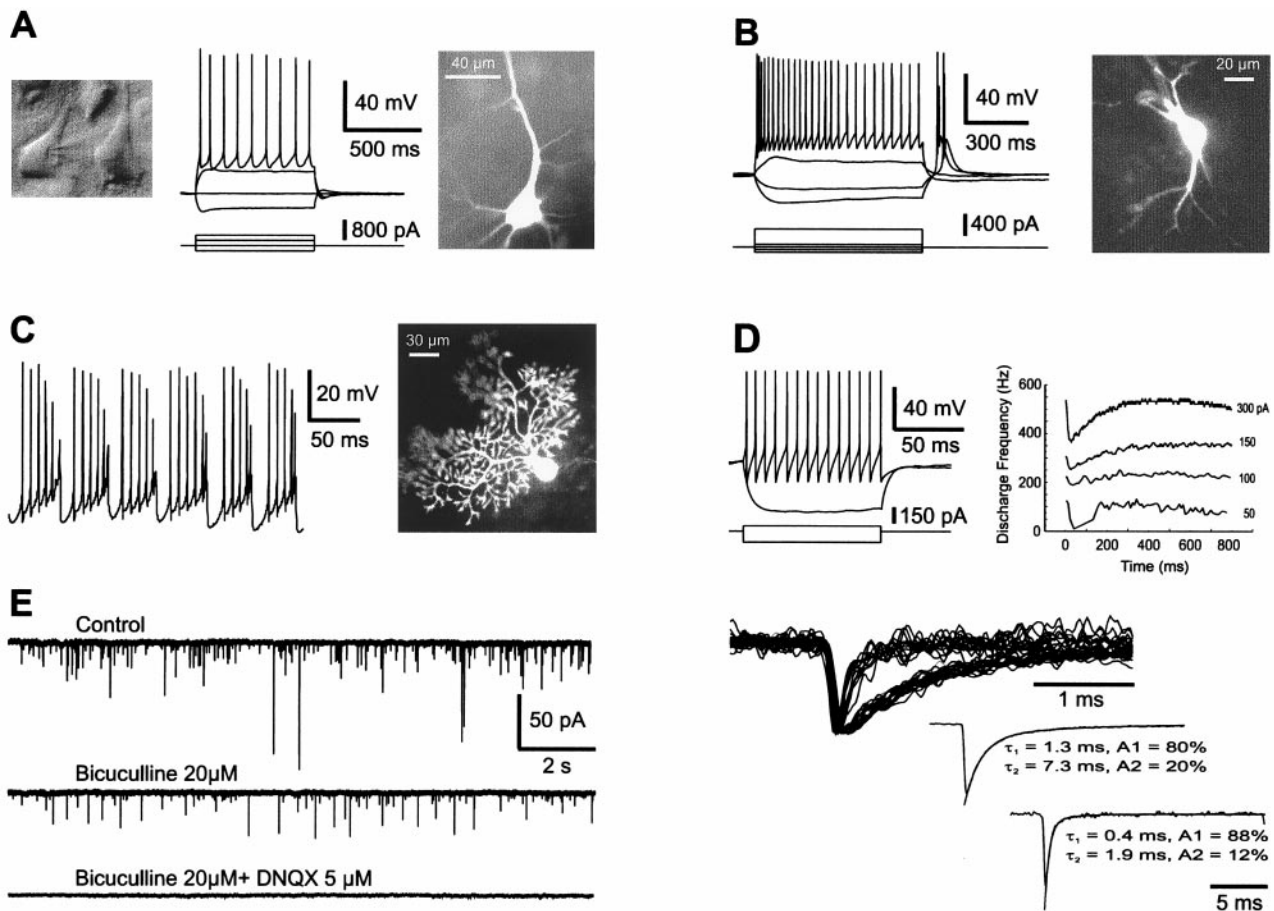 A
40 mV
500 ms
800 pA
40 µm
B
40 mV
300 ms
400 pA
20 µm
C
20 mV
50 ms
30 µm
D
40 mV
50 ms
150 pA
Discharge Frequency (Hz)
600
400
200
0
0 200 400 600 800
Time (ms)
300 pA
150
100
50
E
Control
50 pA
2 s
Bicuculline 20µM
Bicuculline 20µM+ DNQX 5 µM
1 ms
τ₁ = 1.3 ms, A1 = 80%
τ₂ = 7.3 ms, A2 = 20%
τ₁ = 0.4 ms, A1 = 88%
τ₂ = 1.9 ms, A2 = 12%
5 ms